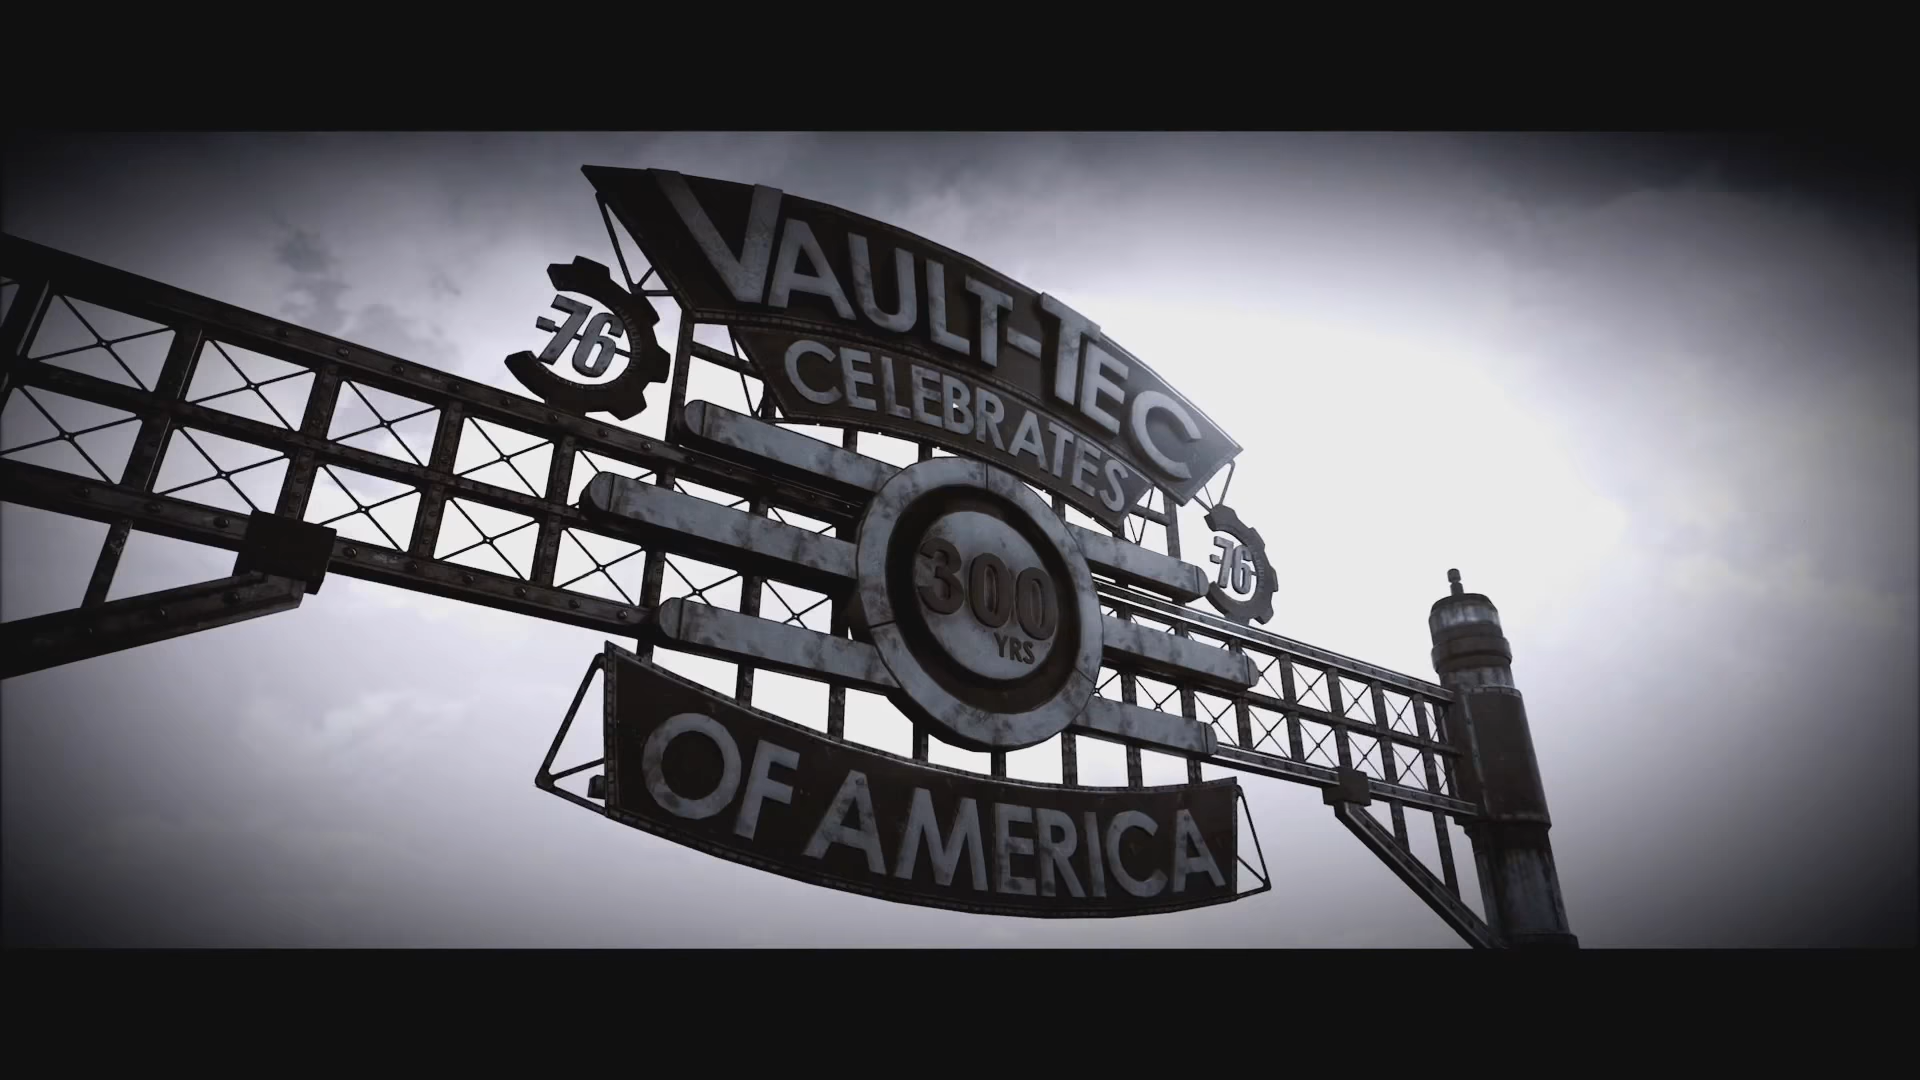 VAULT-TEC
CELEBRATES
76
76
300
YRS
OF AMERICA